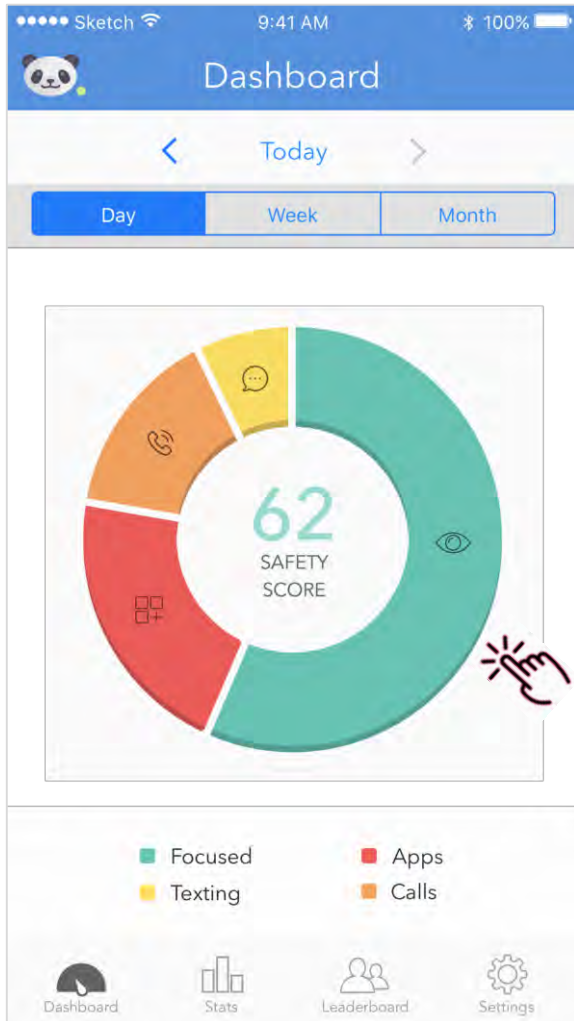 Sketch 9:41 AM 100%
Dashboard
Today
Day Week Month
62
SAFETY
SCORE
Focused Apps
Texting Calls
Dashboard Stats Leaderboard Settings